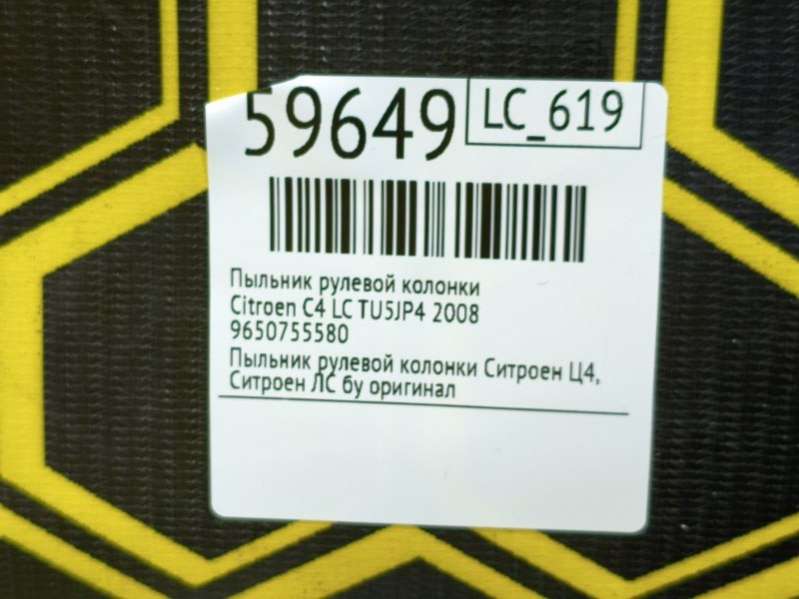 59649
LC_619
Пыльник рулевой колонки
Citroen C4 LC TU5JP4 2008
9650755580
Пыльник рулевой колонки Ситроен Ц4,
Ситроен ЛС бу оригинал